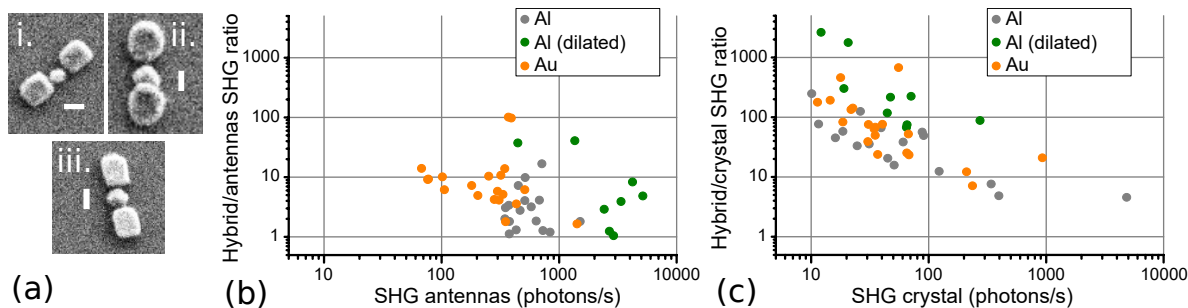 i.
ii.
iii.
(a)
Hybrid/antennas SHG ratio
1000
100
10
1
Al
Al (dilated)
Au
10
100
1000
10000
SHG antennas (photons/s)
(b)
Hybrid/crystal SHG ratio
1000
100
10
1
Al
Al (dilated)
Au
10
100
1000
10000
SHG crystal (photons/s)
(c)